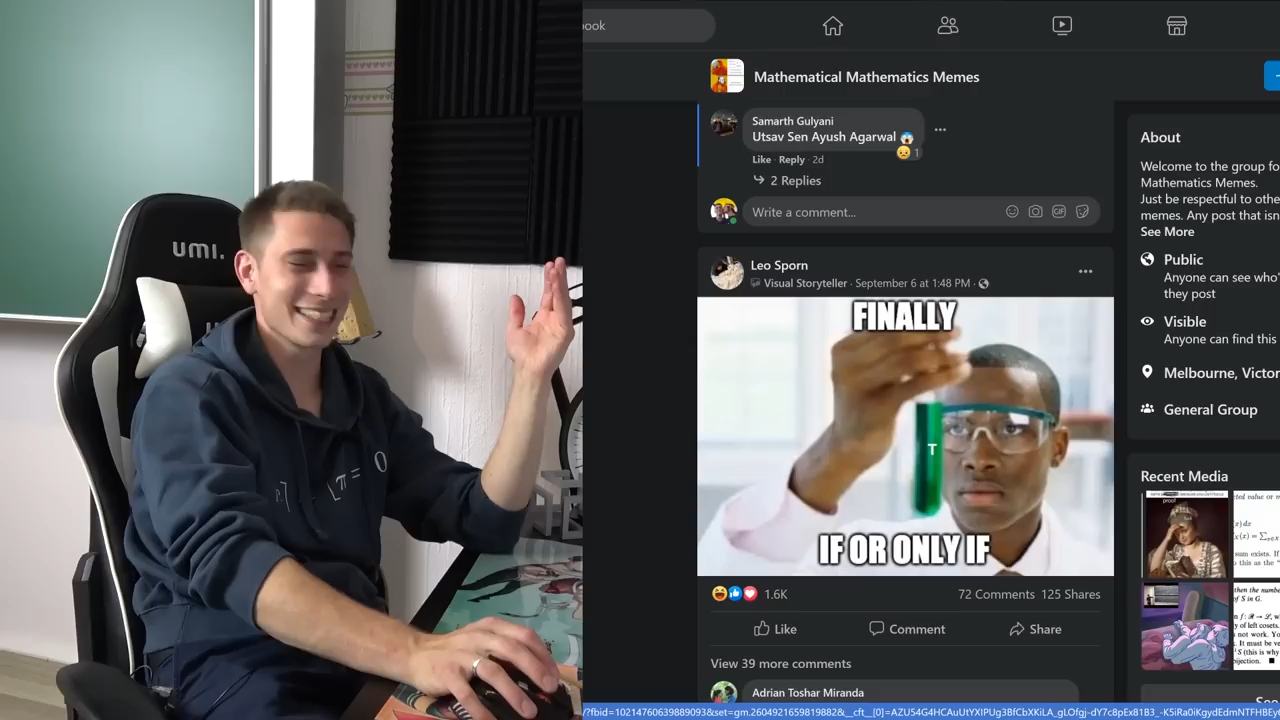 umi.
π = 0
book
Mathematical Mathematics Memes
Samarth Gulyani
Utsav Sen Ayush Agarwal
1
Like · Reply · 2d
2 Replies
Write a comment...
GIF
Leo Sporn
Visual Storyteller · September 6 at 1:48 PM ·
FINALLY
T
IF OR ONLY IF
1.6K
72 Comments 125 Shares
Like
Comment
Share
View 39 more comments
Adrian Toshar Miranda
About
Welcome to the group fo
Mathematics Memes.
Just be respectful to othe
memes. Any post that isn
See More
Public
Anyone can see who'
they post
Visible
Anyone can find this
Melbourne, Victor
General Group
Recent Media
proof